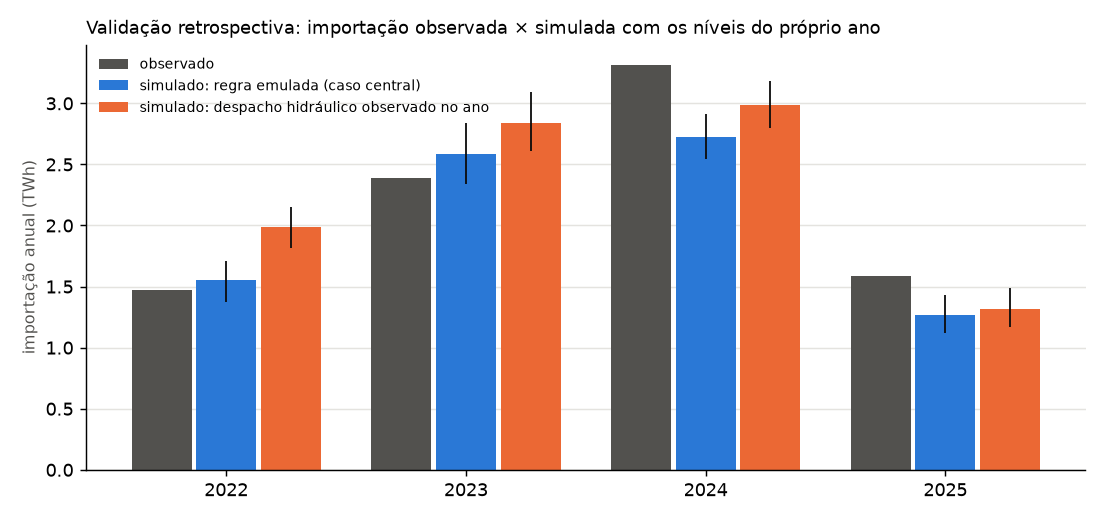 Validação retrospectiva: importação observada × simulada com os níveis do próprio ano
observado
simulado: regra emulada (caso central)
simulado: despacho hidráulico observado no ano
importação anual (TWh)
3.0
2.5
2.0
1.5
1.0
0.5
0.0
2022 2023 2024 2025